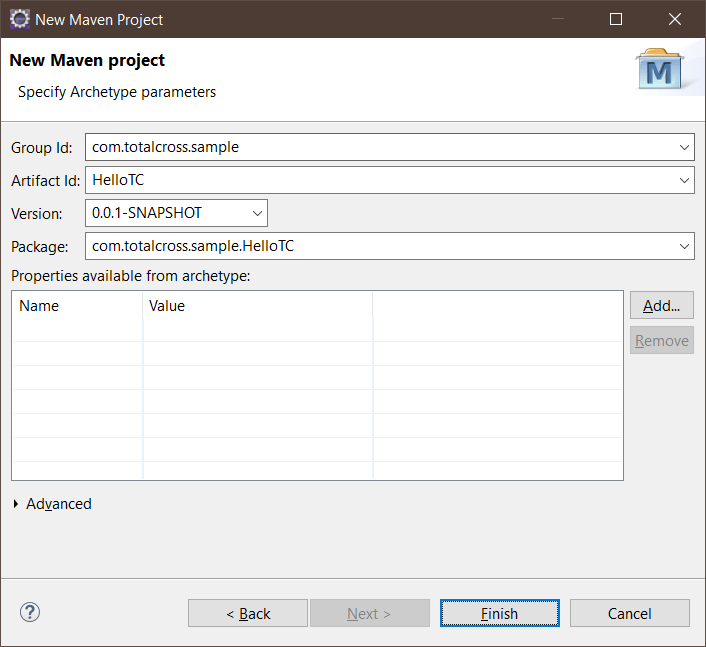 New Maven Project
New Maven project
Specify Archetype parameters
M
Group Id: com.totalcross.sample
Artifact Id: HelloTC
Version: 0.0.1-SNAPSHOT
Package: com.totalcross.sample.HelloTC
Properties available from archetype:
Name Value Add...
Remove
Advanced
? < Back Next > Finish Cancel